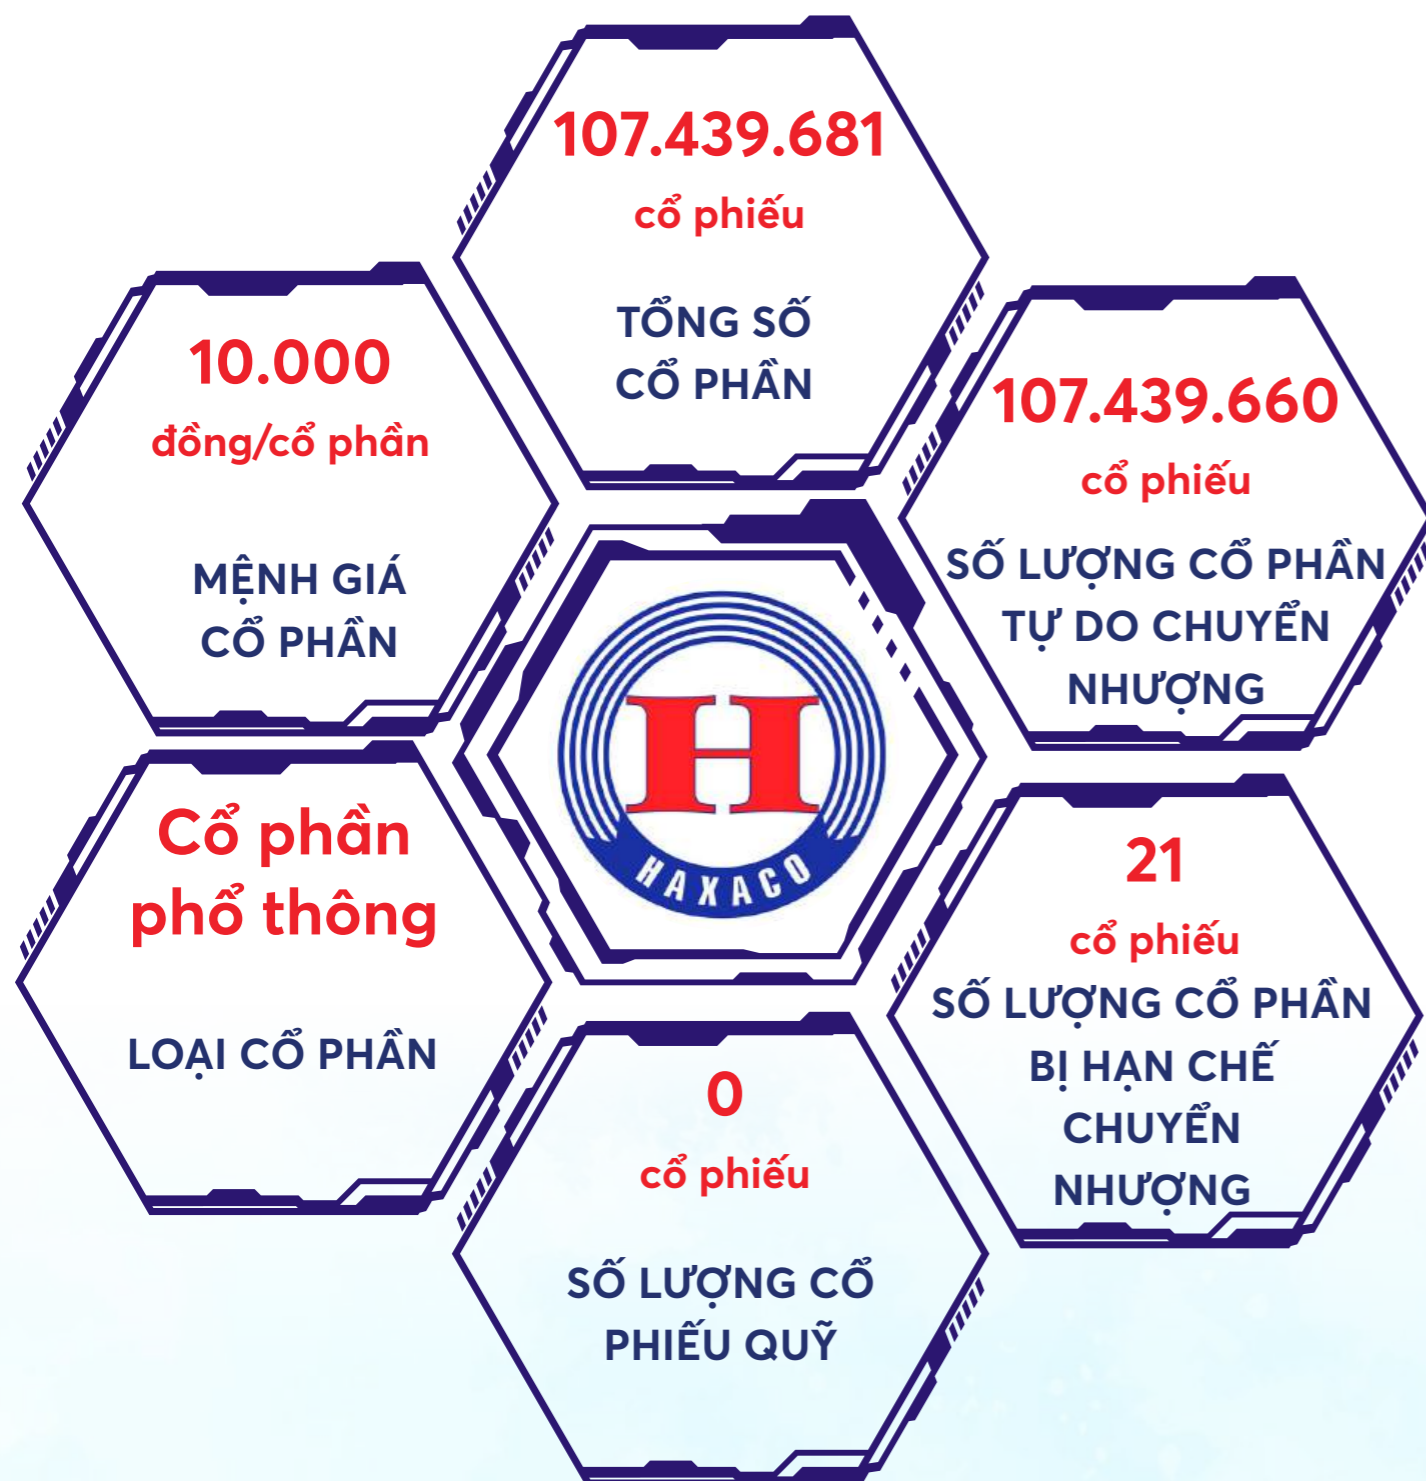 107.439.681
cổ phiếu
TỔNG SỐ
CỔ PHẦN
10.000
đồng/cổ phần
MỆNH GIÁ
CỔ PHẦN
107.439.660
cổ phiếu
SỐ LƯỢNG CỔ PHẦN
TỰ DO CHUYỂN
NHƯỢNG
H
HAXACO
Cổ phần
phổ thông
LOẠI CỔ PHẦN
21
cổ phiếu
SỐ LƯỢNG CỔ PHẦN
BỊ HẠN CHẾ
CHUYỂN
NHƯỢNG
0
cổ phiếu
SỐ LƯỢNG CỔ
PHIẾU QUỸ